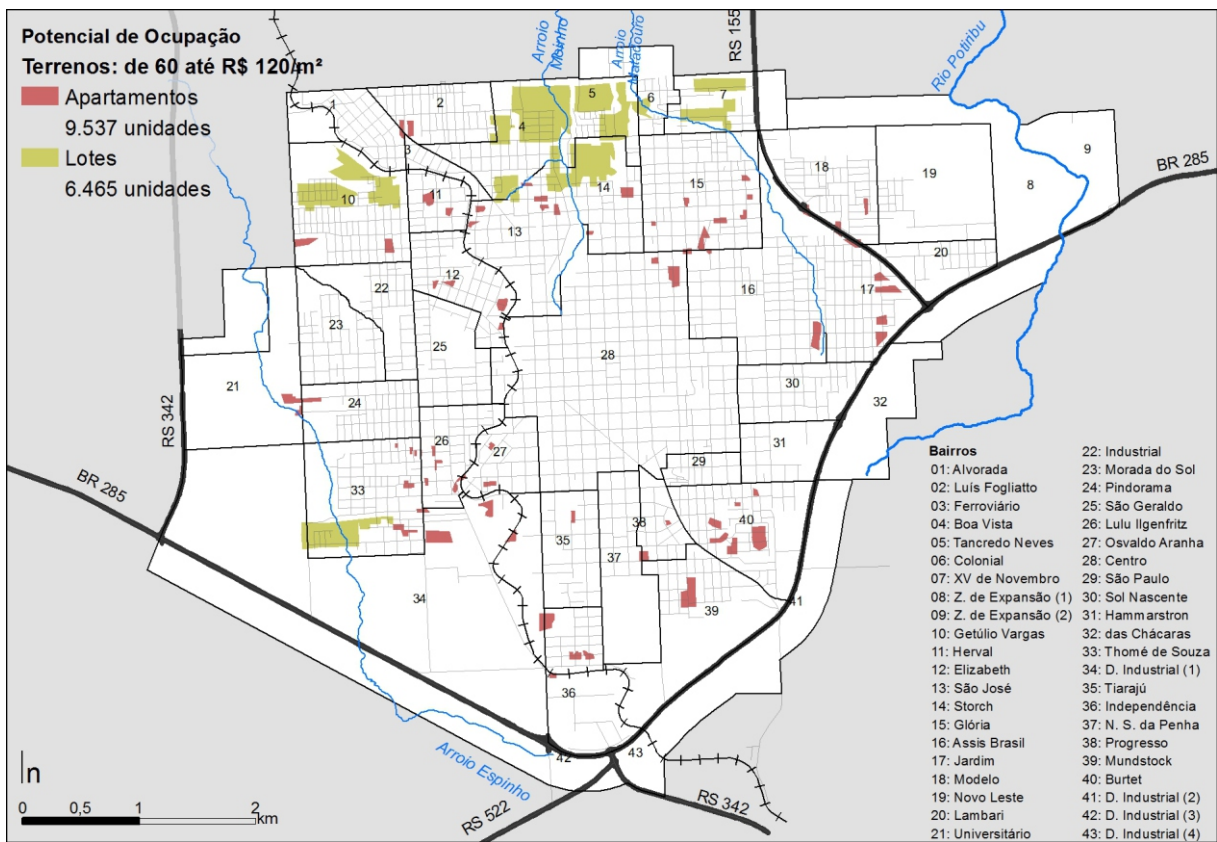 Potencial de Ocupação
Terrenos: de 60 até R$ 120/m²
Apartamentos
9.537 unidades
Lotes
6.465 unidades
Arroio Moinho
Arroio Matadouro
RS 155
Rio Potiribu
BR 285
1
2
3
4
5
6
7
8
9
10
11
12
13
14
15
16
17
18
19
20
21
22
23
24
25
26
27
28
29
30
31
32
33
34
35
36
37
38
39
40
41
42
43
RS 342
BR 285
Arroio Espinho
RS 522
RS 342
n
0 0,5 1 2 km
Bairros
01: Alvorada
02: Luís Fogliatto
03: Ferroviário
04: Boa Vista
05: Tancredo Neves
06: Colonial
07: XV de Novembro
08: Z. de Expansão (1)
09: Z. de Expansão (2)
10: Getúlio Vargas
11: Herval
12: Elizabeth
13: São José
14: Storch
15: Glória
16: Assis Brasil
17: Jardim
18: Modelo
19: Novo Leste
20: Lambari
21: Universitário
22: Industrial
23: Morada do Sol
24: Pindorama
25: São Geraldo
26: Lulu Ilgenfritz
27: Osvaldo Aranha
28: Centro
29: São Paulo
30: Sol Nascente
31: Hammarstron
32: das Chácaras
33: Thomé de Souza
34: D. Industrial (1)
35: Tiarajú
36: Independência
37: N. S. da Penha
38: Progresso
39: Mundstock
40: Burtet
41: D. Industrial (2)
42: D. Industrial (3)
43: D. Industrial (4)